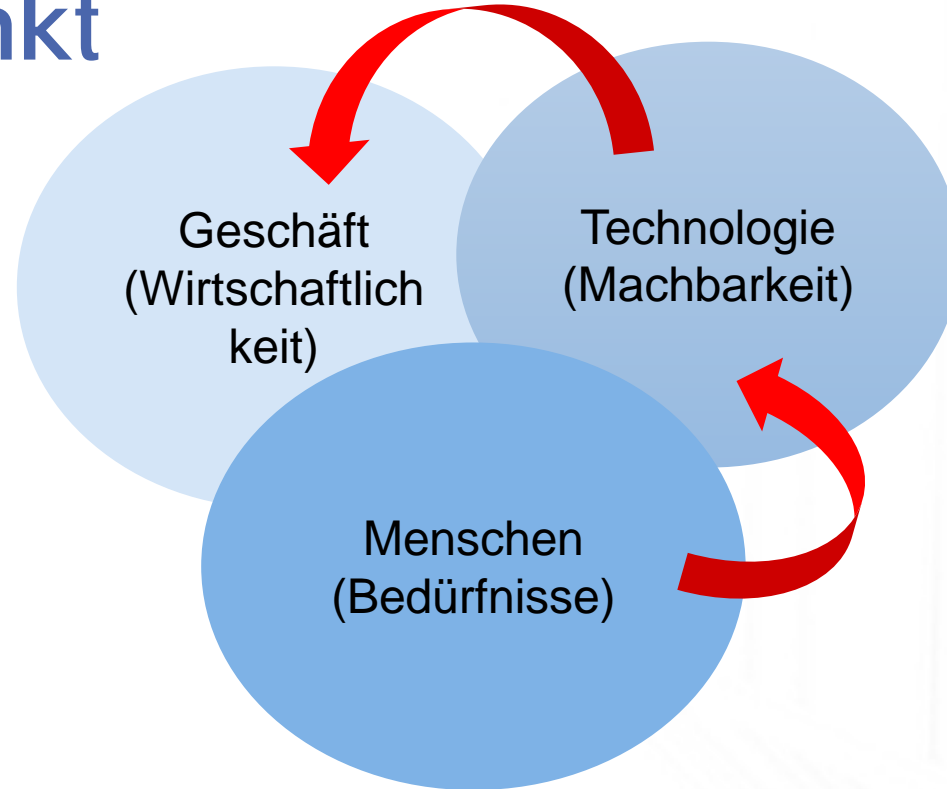 nkt
Geschäft
(Wirtschaftlich
keit)
Technologie
(Machbarkeit)
Menschen
(Bedürfnisse)